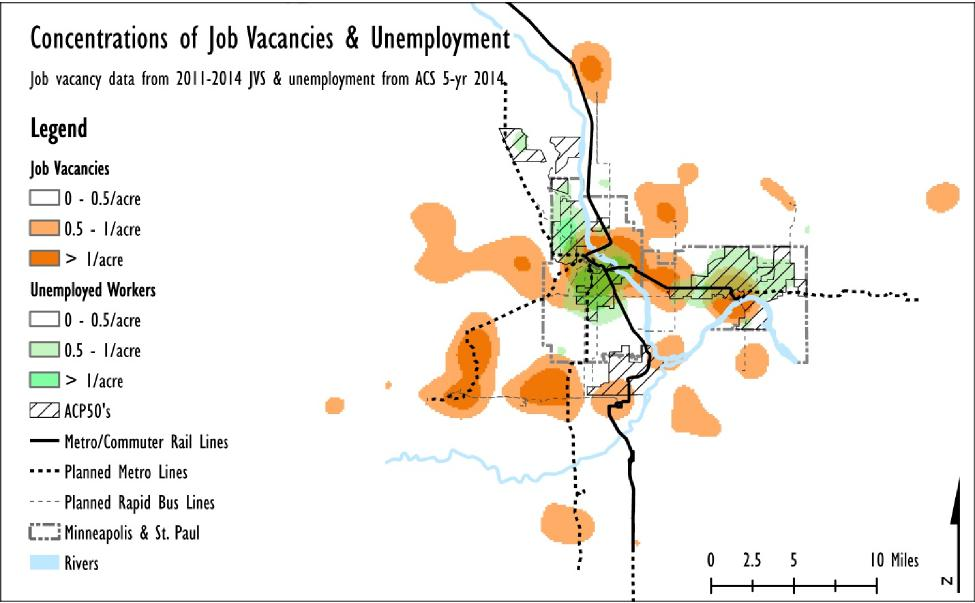 Concentrations of Job Vacancies & Unemployment
Job vacancy data from 2011-2014 JVS & unemployment from ACS 5-yr 2014
Legend
Job Vacancies
0 - 0.5/acre
0.5 - 1/acre
> 1/acre
Unemployed Workers
0 - 0.5/acre
0.5 - 1/acre
> 1/acre
ACP50's
Metro/Commuter Rail Lines
Planned Metro Lines
Planned Rapid Bus Lines
Minneapolis & St. Paul
Rivers
0 2.5 5 10 Miles
N